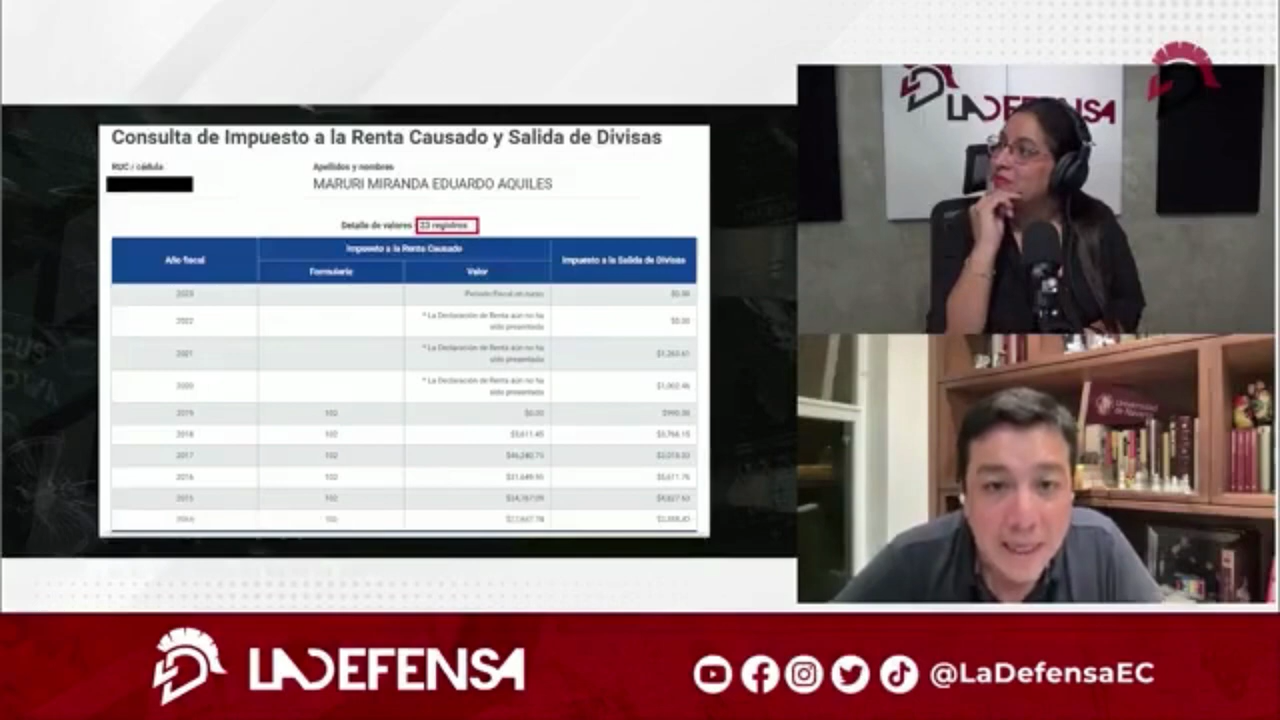 Consulta de Impuesto a la Renta Causado y Salida de Divisas
RUC / cédula
Apellidos y nombres
MARURI MIRANDA EDUARDO AQUILES
Detalle de valores 23 registros
Año fiscal
Impuesto a la Renta Causado
Impuesto a la Salida de Divisas
Formulario
Valor
Periodo Fiscal en curso
$0.00
2022
* La Declaración de Renta aún no ha
sido presentada
$0.00
2021
* La Declaración de Renta aún no ha
sido presentada
2020
* La Declaración de Renta aún no ha
sido presentada
2019 102 $0.00
2018 102
2017 102
2016 102
2015 102
LADEFENSA
Universidad
de Navarra
LADEFENSA
@LaDefensaEC